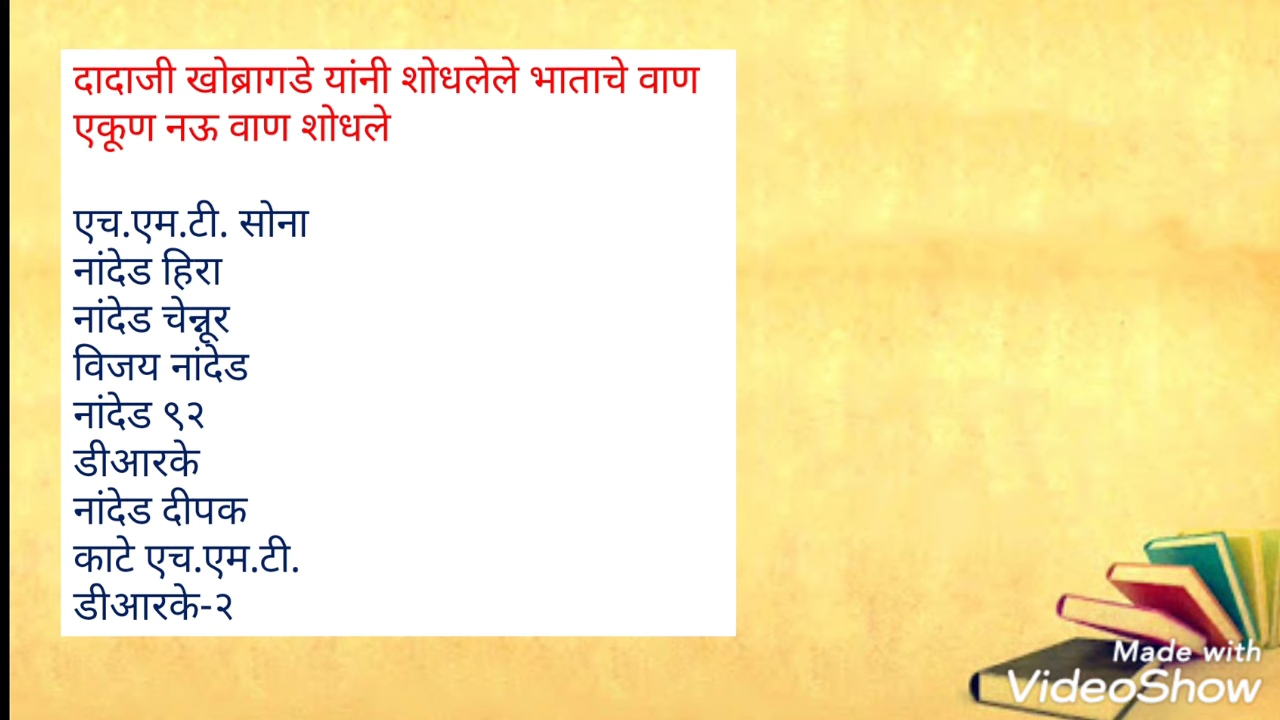 दादाजी खोब्रागडे यांनी शोधलेले भाताचे वाण
एकूण नऊ वाण शोधले
एच.एम.टी. सोना
नांदेड हिरा
नांदेड चेन्नूर
विजय नांदेड
नांदेड ९२
डीआरके
नांदेड दीपक
काटे एच.एम.टी.
डीआरके-२
Made with
VideoShow